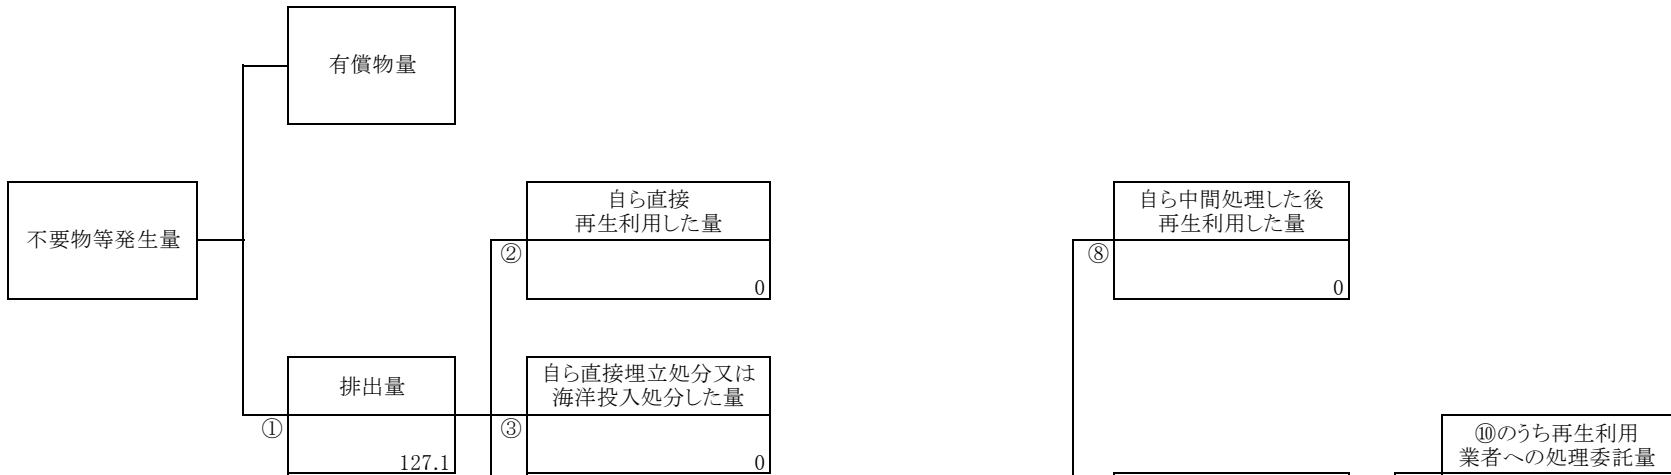 有償物量
不要物等発生量
自ら直接
再生利用した量
②
0
自ら中間処理した後
再生利用した量
⑧
0
排出量
①
127.1
自ら直接埋立処分又は
海洋投入処分した量
③
0
⑩のうち再生利用
業者への処理委託量